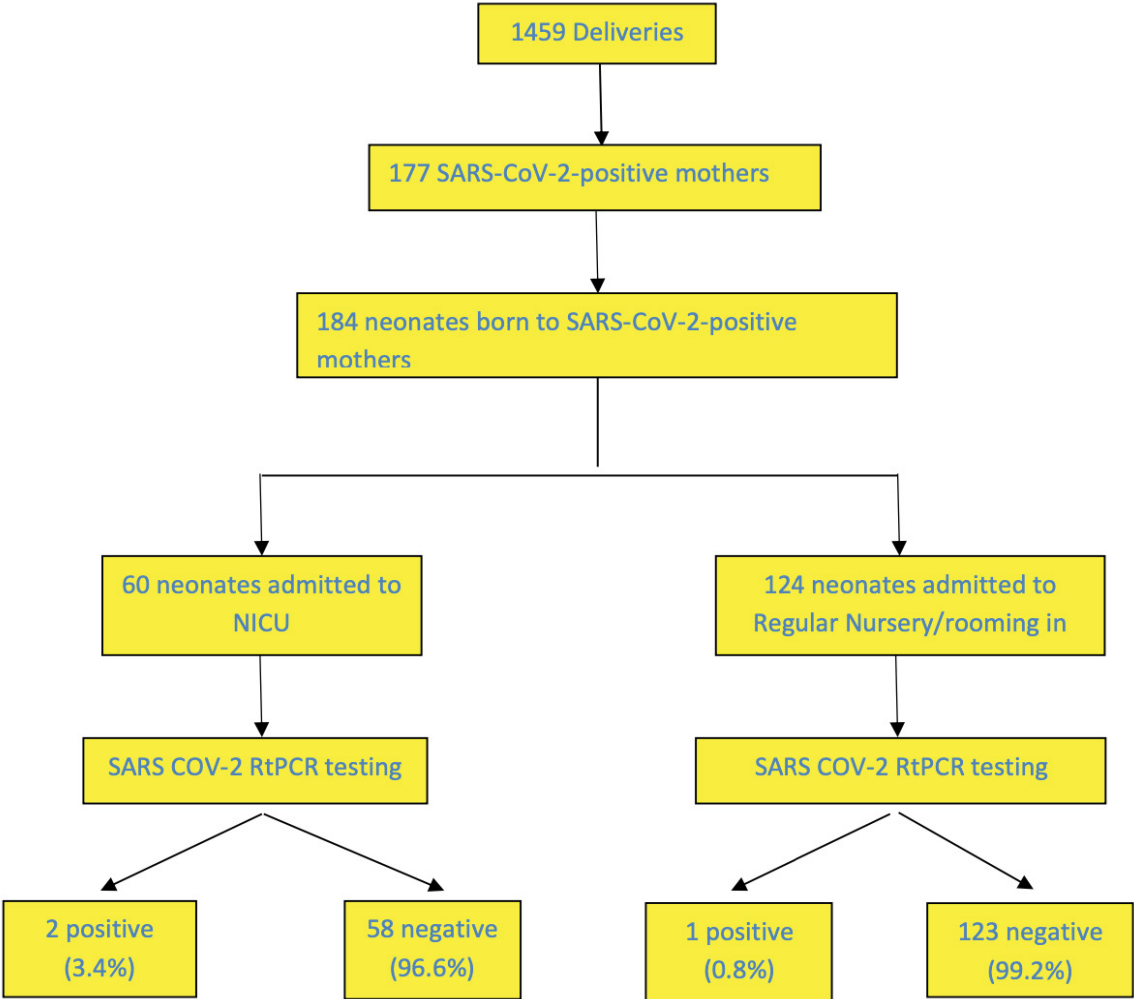 1459 Deliveries
177 SARS-CoV-2-positive mothers
184 neonates born to SARS-CoV-2-positive
mothers
60 neonates admitted to
NICU
124 neonates admitted to
Regular Nursery/rooming in
SARS COV-2 RtPCR testing
SARS COV-2 RtPCR testing
2 positive
(3.4%)
58 negative
(96.6%)
1 positive
(0.8%)
123 negative
(99.2%)